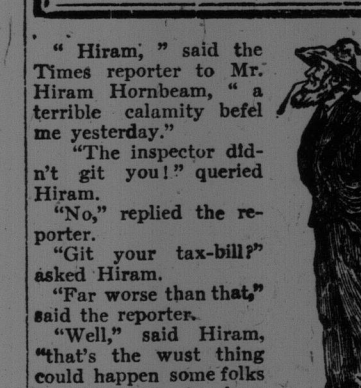 “ Hiram, ” said the
Times reporter to Mr.
Hiram Hornbeam, “ a
terrible calamity befel
me yesterday.”
“The inspector did-
n’t git you!” queried
Hiram.
“No,” replied the re-
porter.
“Git your tax-bill?”
asked Hiram.
“Far worse than that,”
said the reporter.
“Well,” said Hiram,
“that’s the wust thing
could happen some folks